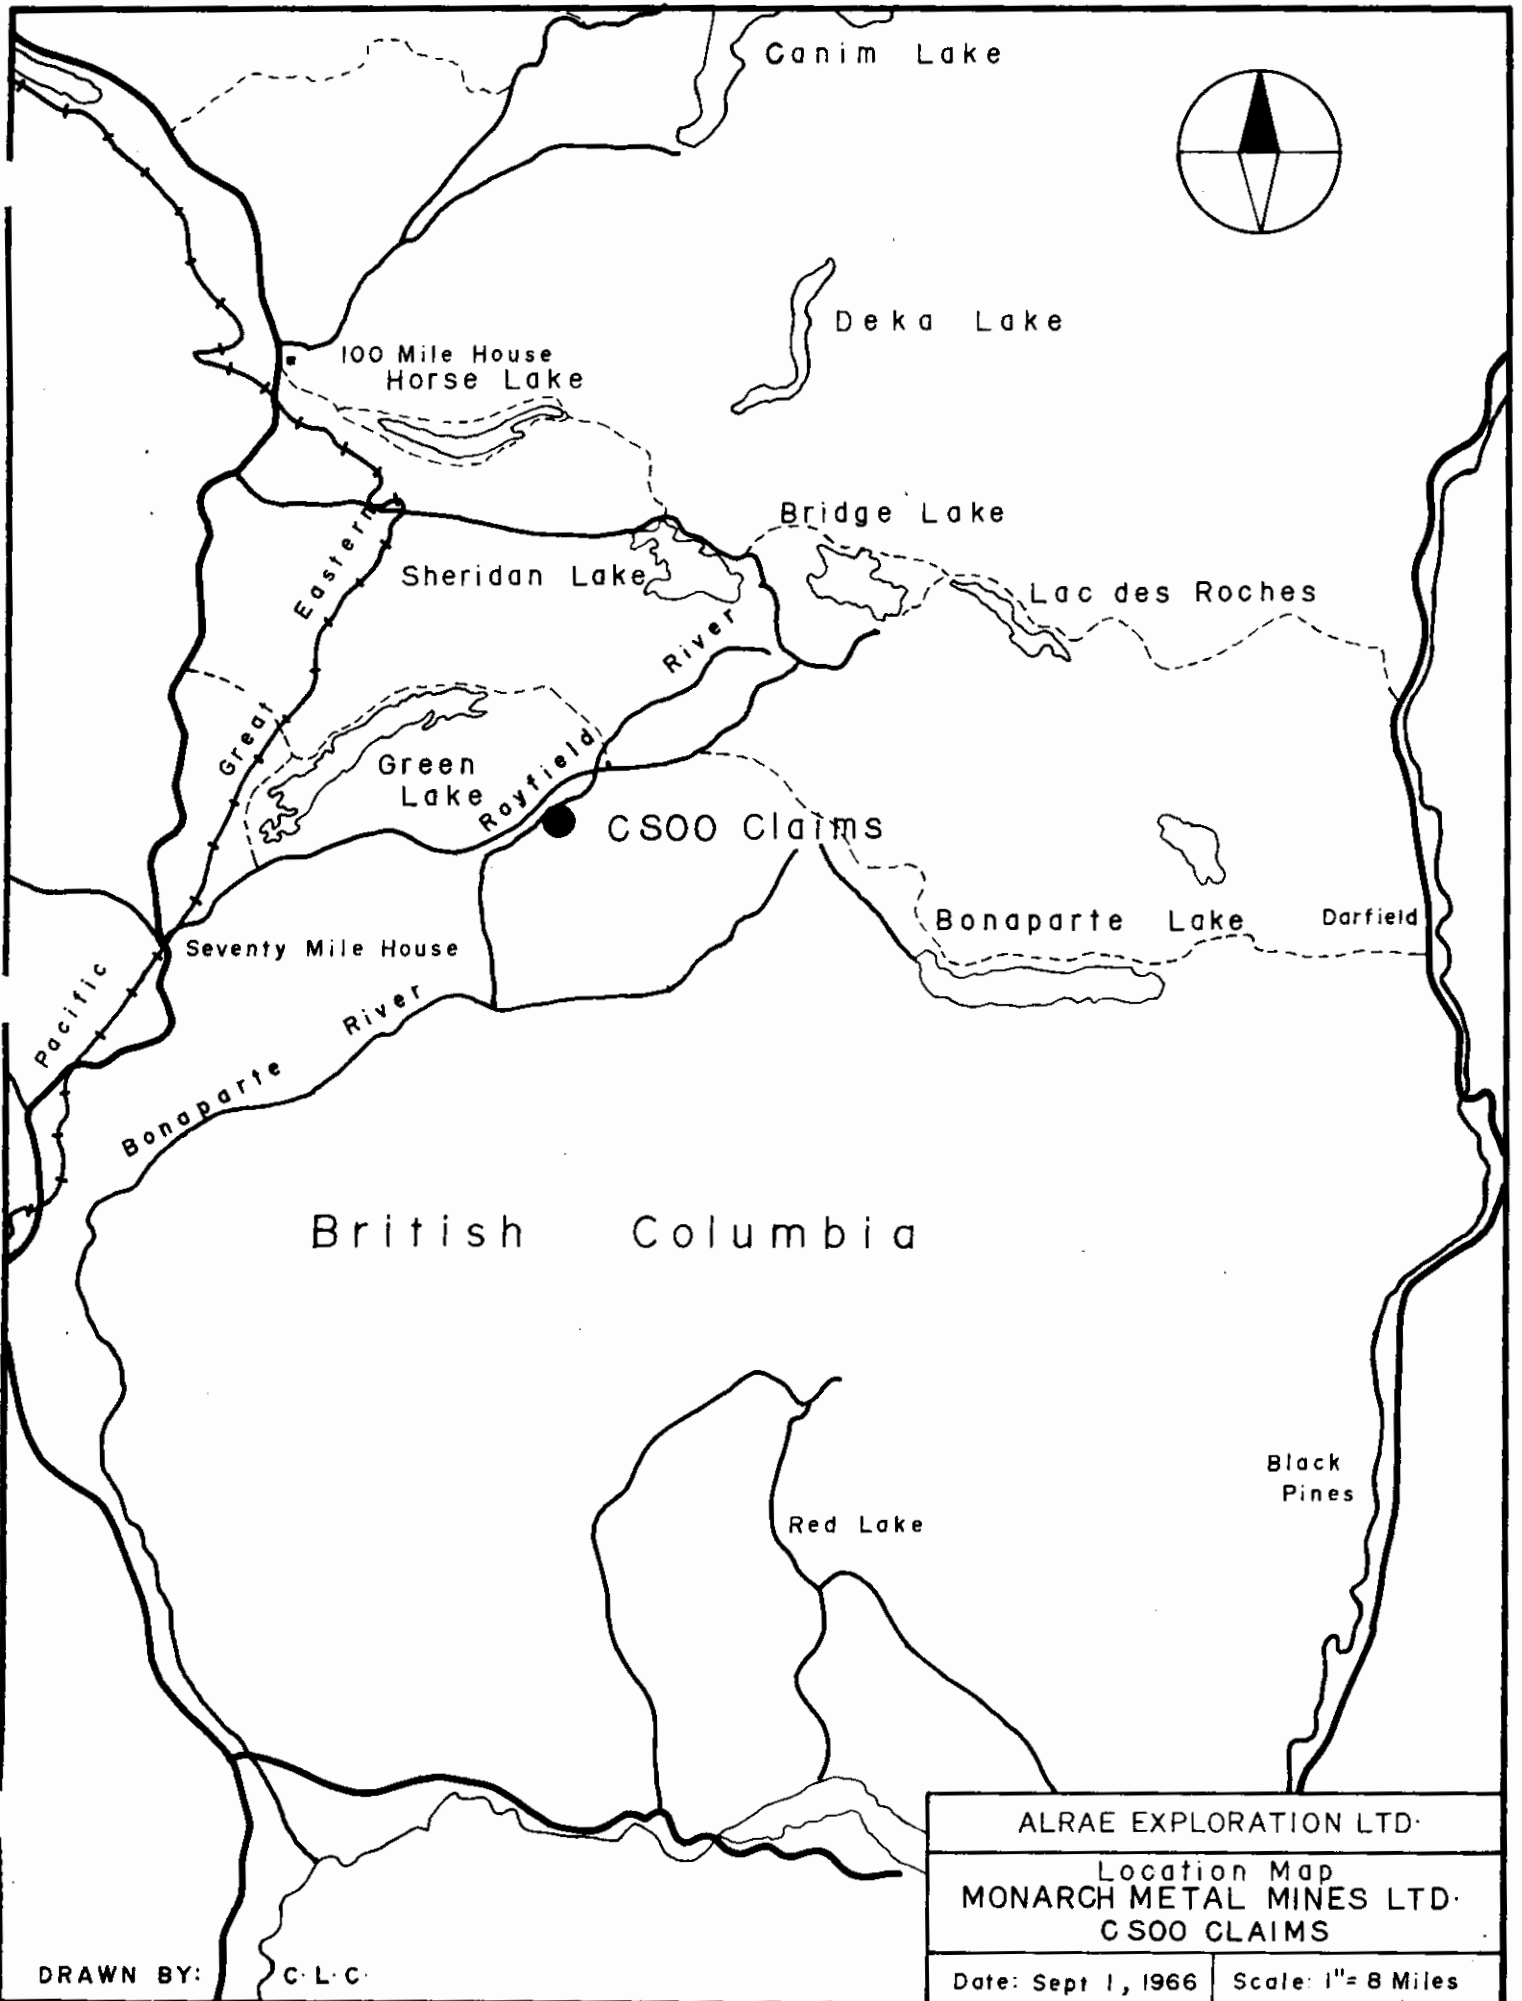 Canim Lake
Deka Lake
100 Mile House
Horse Lake
Bridge Lake
Sheridan Lake
Lac des Roches
River
Rayfield
Eastern
Great
Pacific
Green
Lake
CSOO Claims
Bonaparte Lake
Darfield
Seventy Mile House
River
Bonaparte
British Columbia
Black
Pines
Red Lake
ALRAE EXPLORATION LTD.
Location Map
MONARCH METAL MINES LTD.
CSOO CLAIMS
DRAWN BY: C.L.C.
Date: Sept 1, 1966
Scale: 1"= 8 Miles